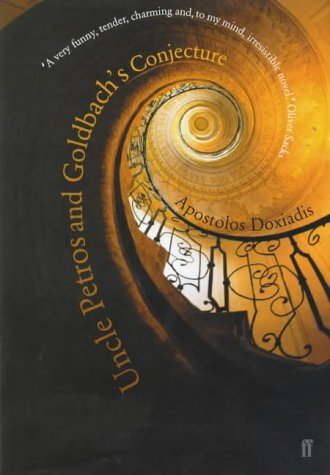 'A very funny, tender, charming and, to my mind, irresistible novel' Oliver Sacks
Uncle Petros and Goldbach's Conjecture
Apostolos Doxiadis
ff